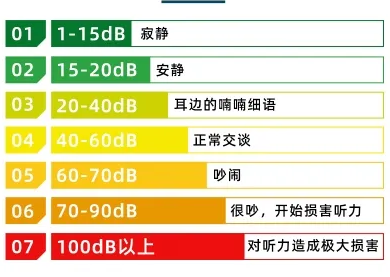 01 1-15dB 寂静
02 15-20dB 安静
03 20-40dB 耳边的喃喃细语
04 40-60dB 正常交谈
05 60-70dB 吵闹
06 70-90dB 很吵，开始损害听力
07 100dB以上 对听力造成极大损害